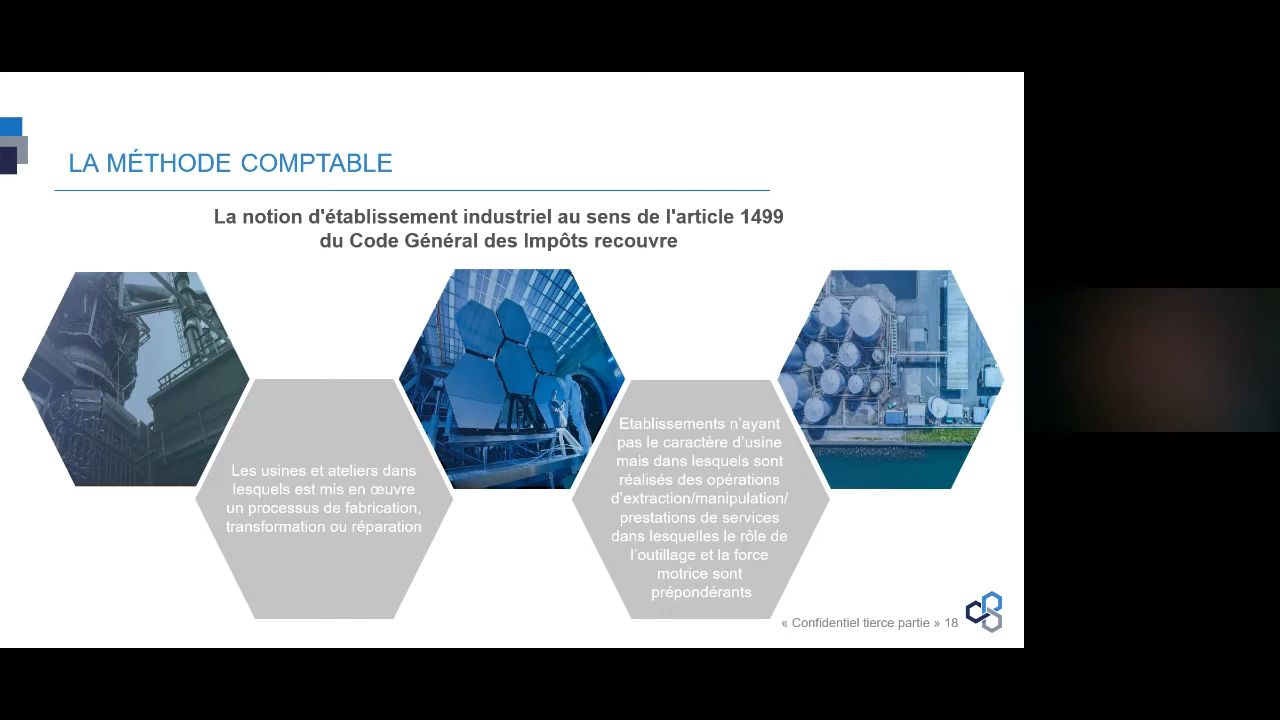 LA MÉTHODE COMPTABLE
La notion d'établissement industriel au sens de l'article 1499
du Code Général des Impôts recouvre
Les usines et ateliers dans
lesquels est mis en œuvre
un processus de fabrication,
transformation ou réparation
Etablissements n’ayant
pas le caractère d’usine
mais dans lesquels sont
réalisés des opérations
d’extraction/manipulation/
prestations de services
dans lesquelles le rôle de
l’outillage et la force
motrice sont
prépondérants
« Confidentiel tierce partie » 18